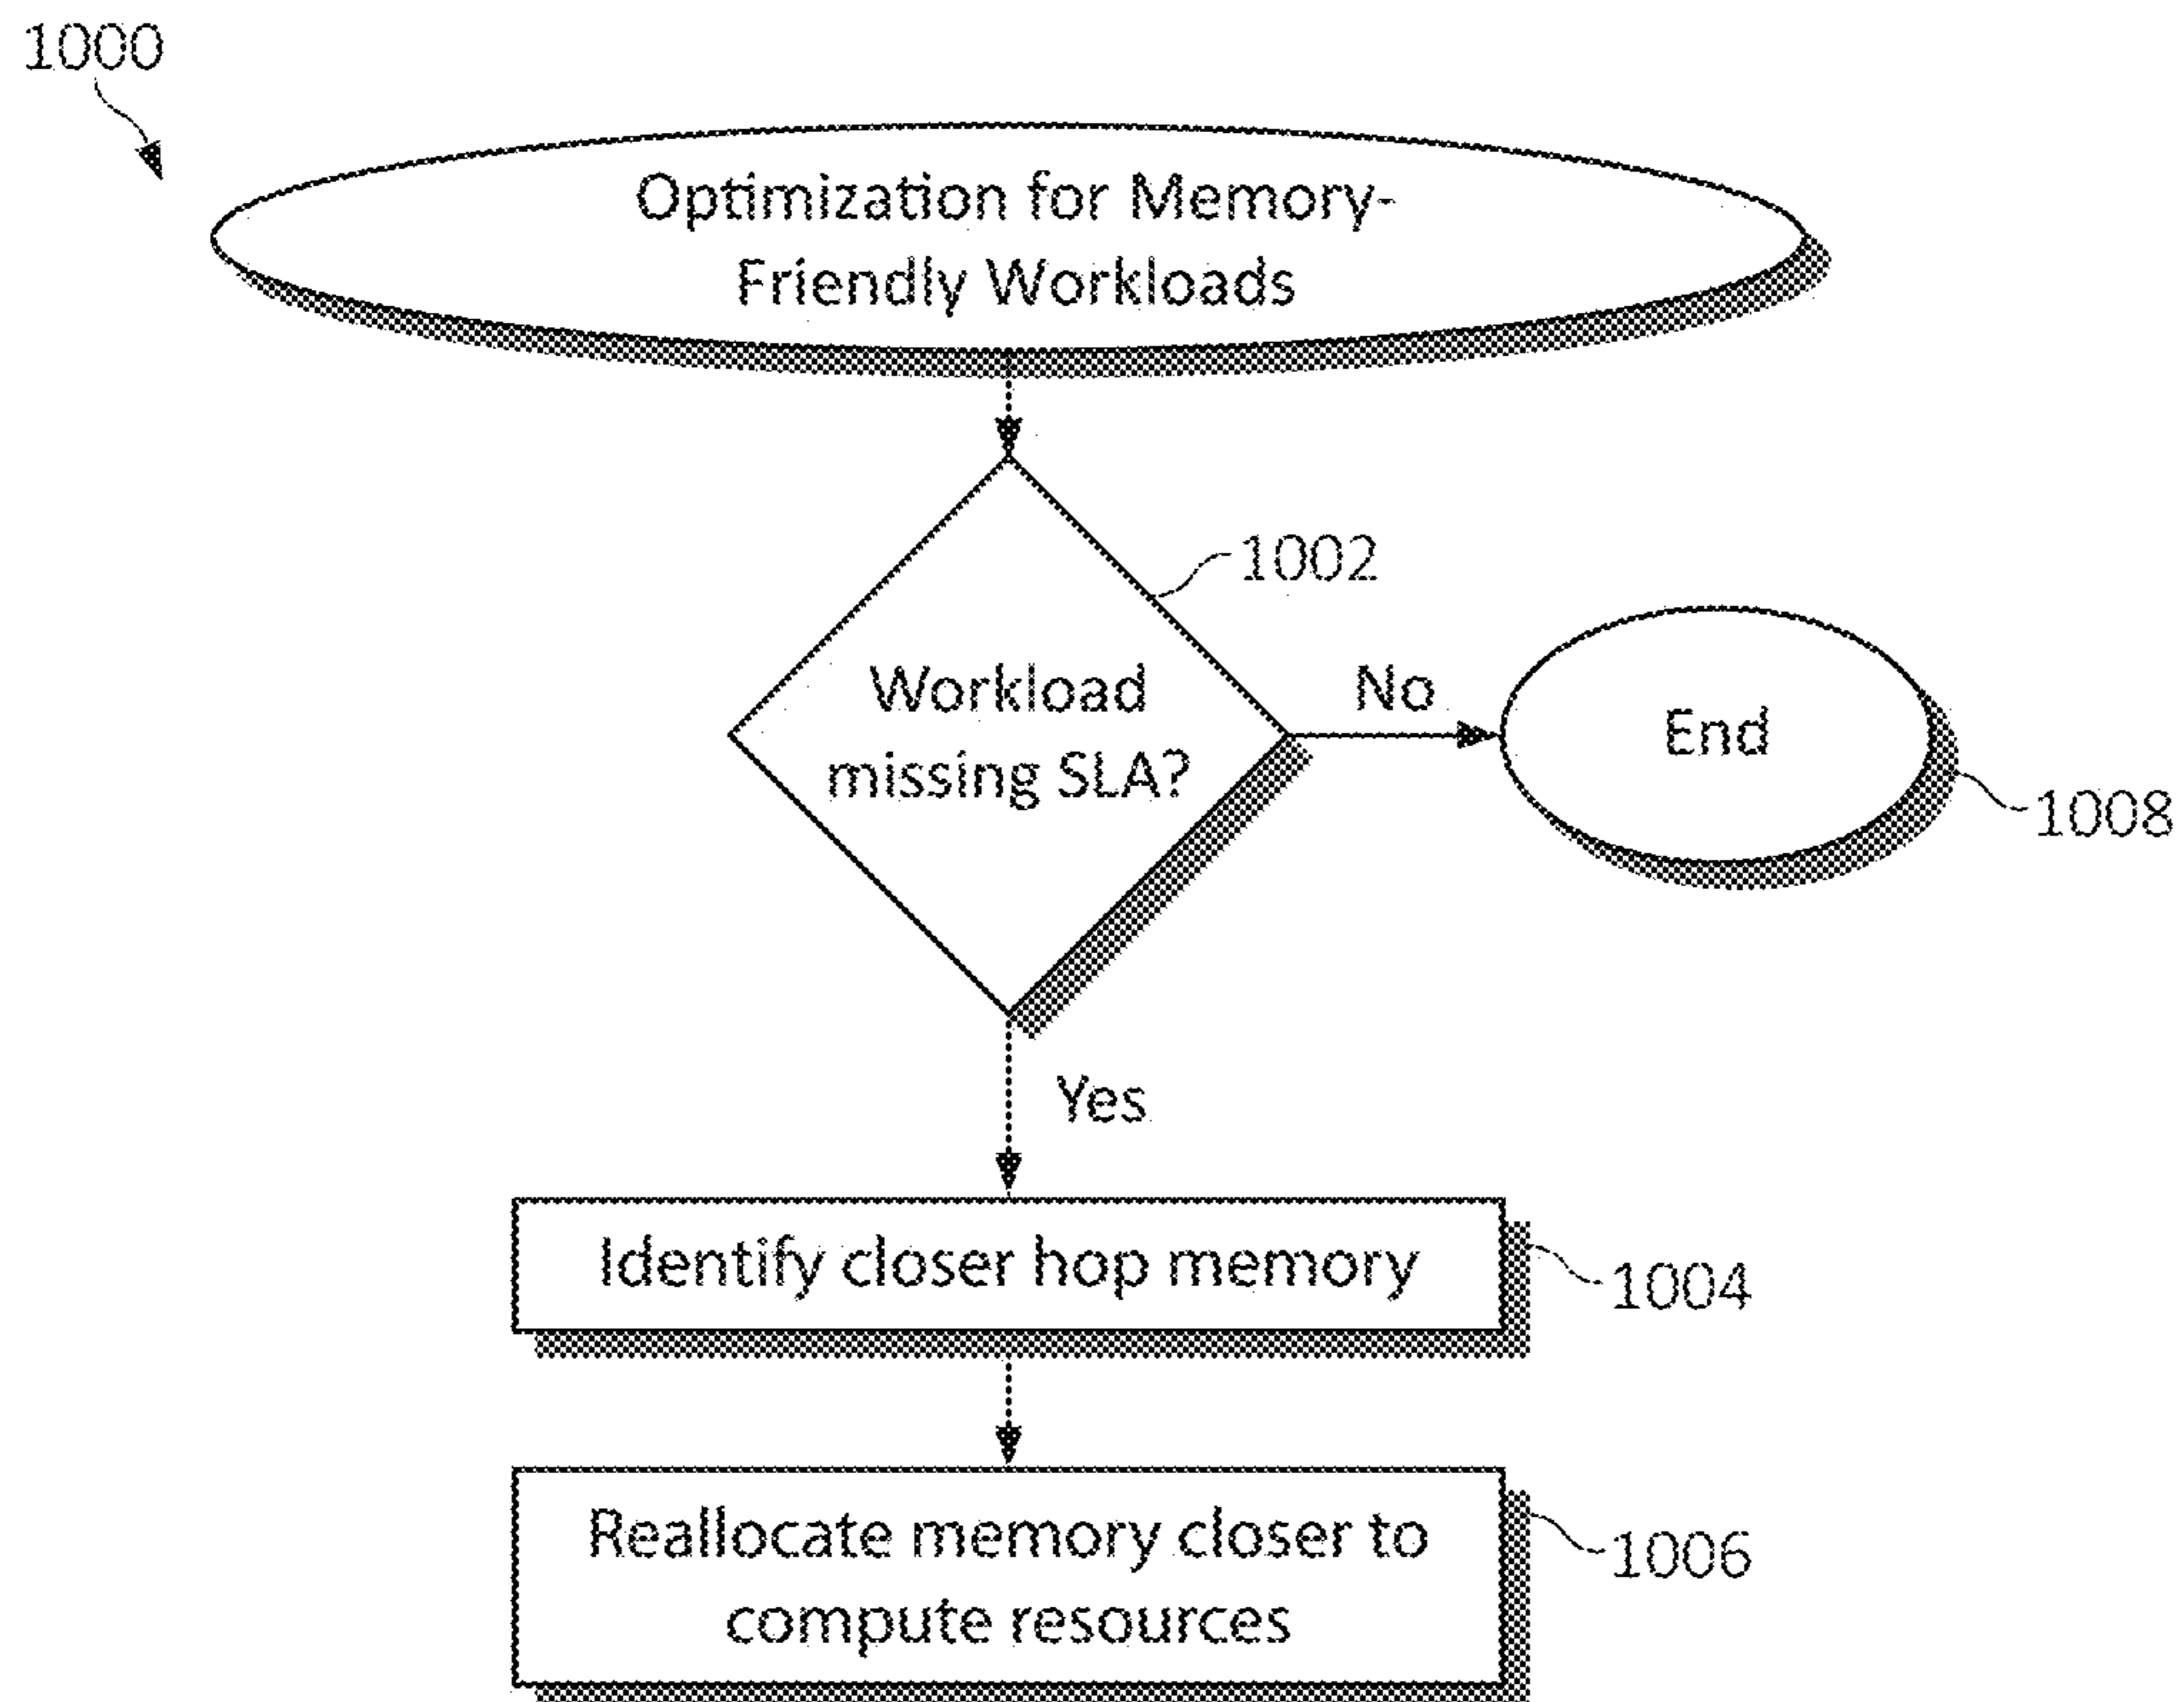 1000
Optimization for Memory-
Friendly Workloads
1002
Workload
missing SLA?
No
End
1008
Yes
Identify closer hop memory
1004
Reallocate memory closer to
compute resources
1006